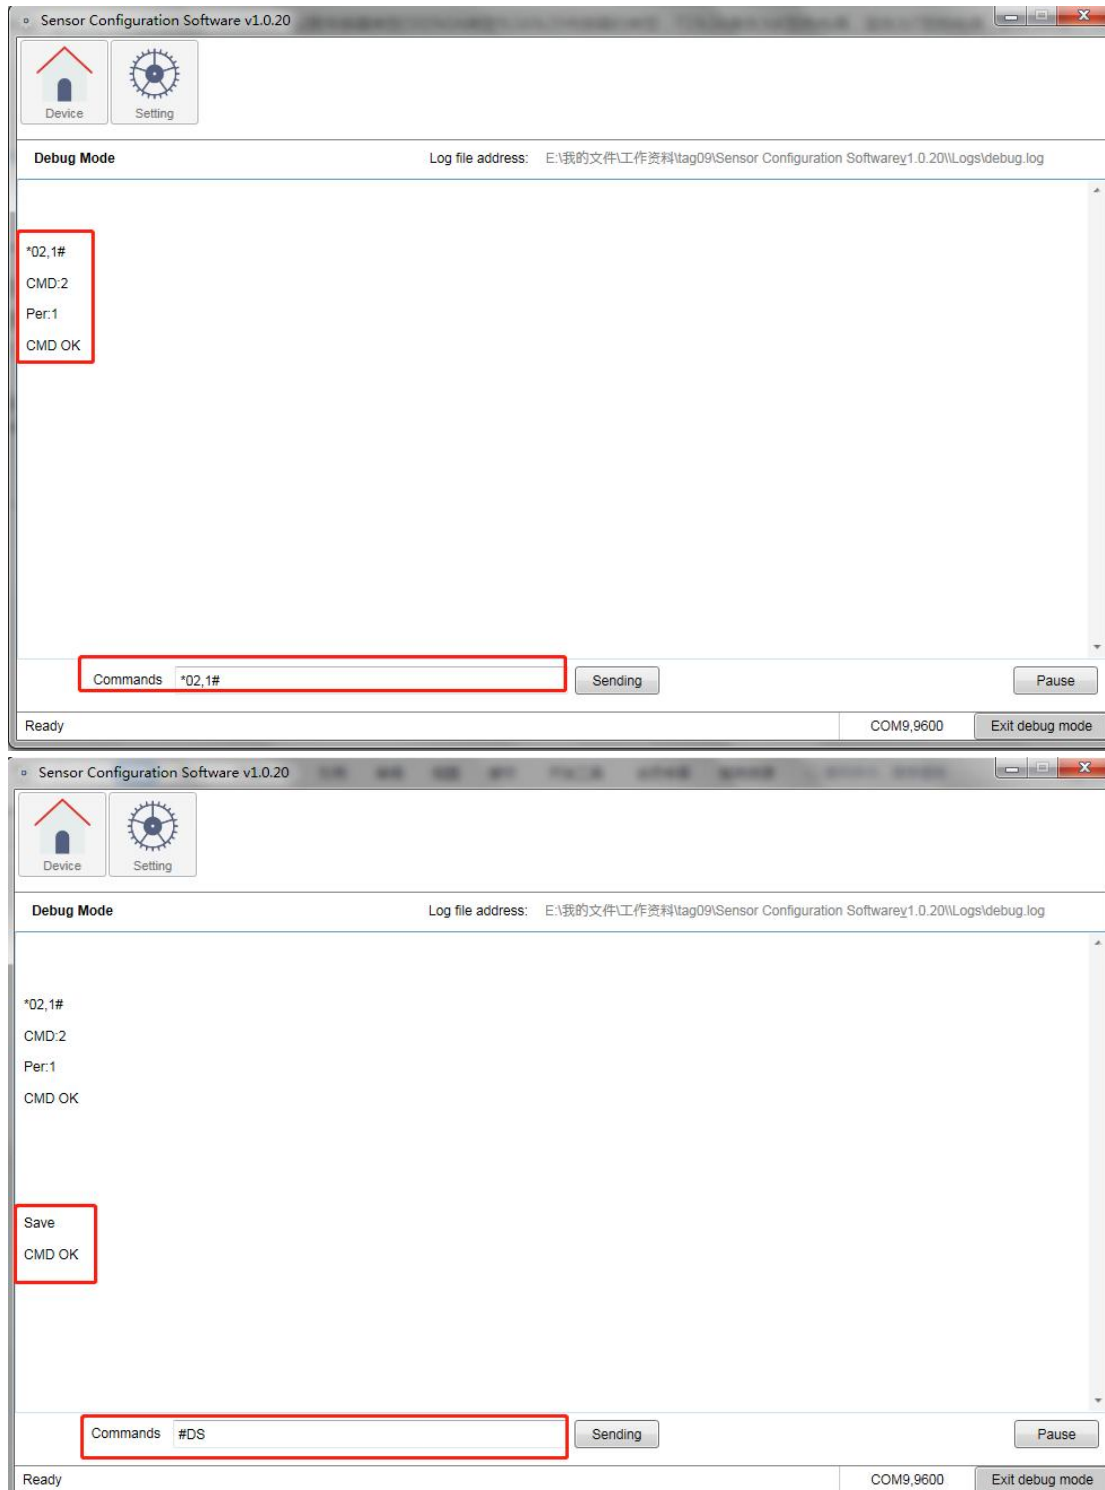 Sensor Configuration Software v1.0.20
Device
Setting
Debug Mode
Log file address: E:\我的文件\工作资料\tag09\Sensor Configuration Softwarev1.0.20\\Logs\debug.log
*02,1#
CMD:2
Per:1
CMD OK
Commands *02,1# Sending Pause
Ready COM9,9600 Exit debug mode
Sensor Configuration Software v1.0.20
Device
Setting
Debug Mode
Log file address: E:\我的文件\工作资料\tag09\Sensor Configuration Softwarev1.0.20\\Logs\debug.log
*02,1#
CMD:2
Per:1
CMD OK
Save
CMD OK
Commands #DS Sending Pause
Ready COM9,9600 Exit debug mode